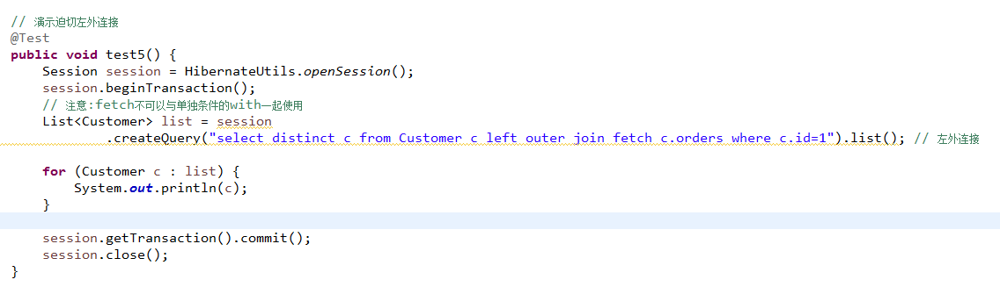 // 演示迫切左外连接
@Test
public void test5() {
    Session session = HibernateUtils.openSession();
    session.beginTransaction();
    // 注意:fetch不可以与单独条件的with一起使用
    List<Customer> list = session
            .createQuery("select distinct c from Customer c left outer join fetch c.orders where c.id=1").list(); // 左外连接
    for (Customer c : list) {
        System.out.println(c);
    }
    session.getTransaction().commit();
    session.close();
}